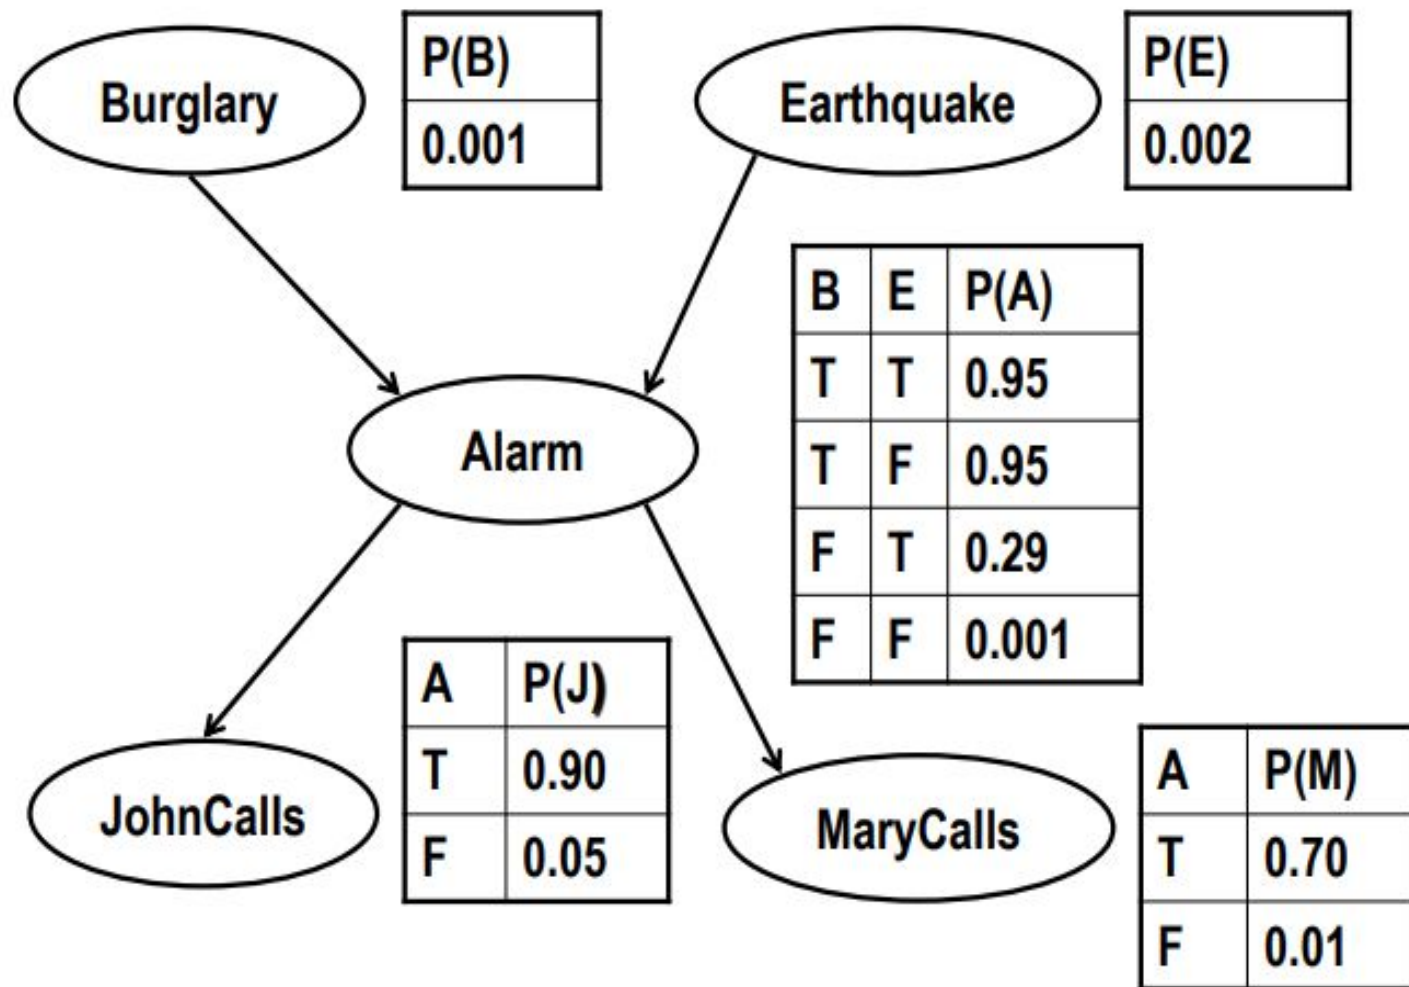 Burglary
P(B)
0.001
Earthquake
P(E)
0.002
B E P(A)
T T 0.95
T F 0.95
F T 0.29
F F 0.001
Alarm
A P(J)
T 0.90
F 0.05
JohnCalls
MaryCalls
A P(M)
T 0.70
F 0.01